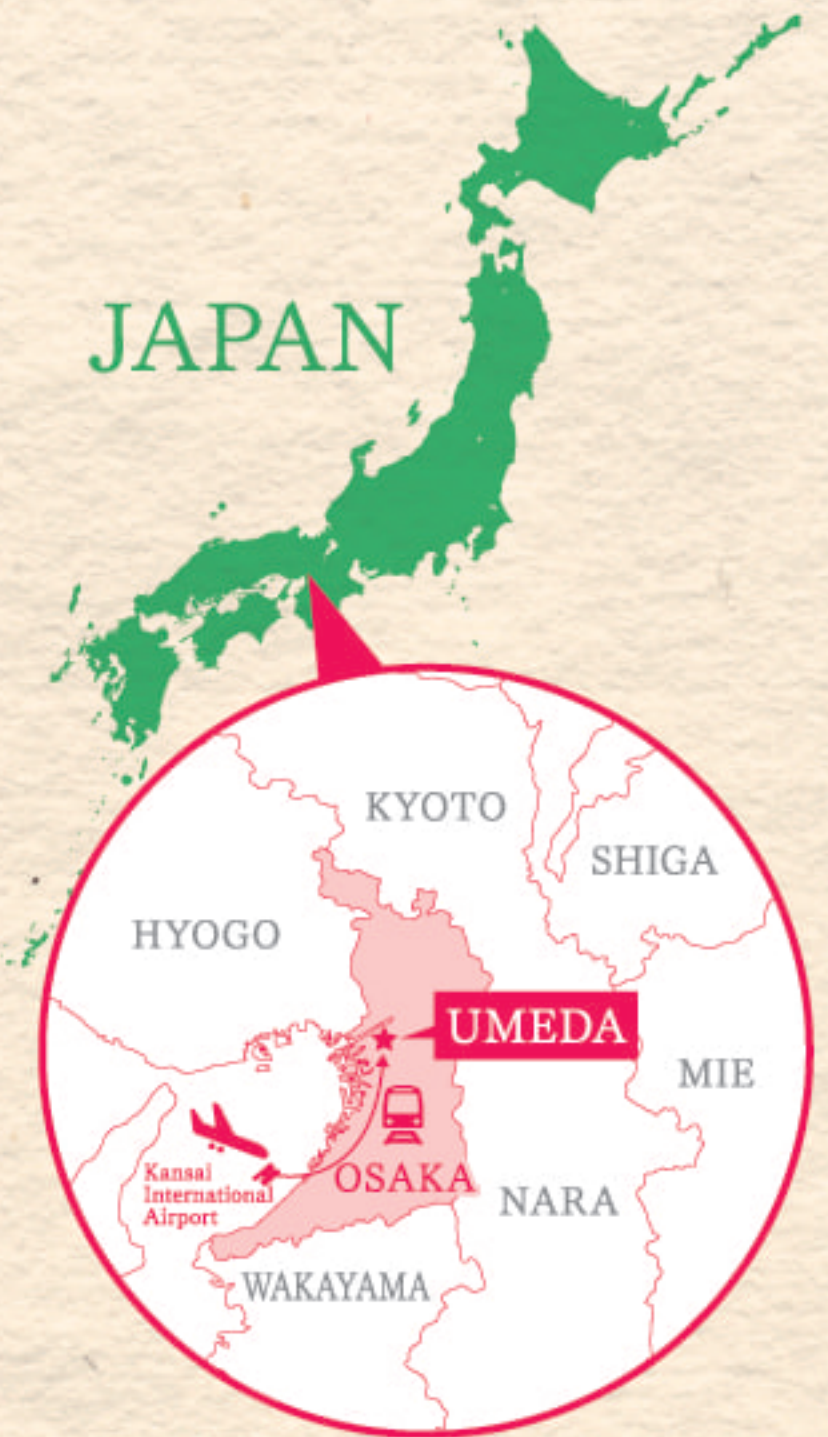 JAPAN
KYOTO
SHIGA
HYOGO
UMEDA
MIE
Kansai
International
Airport
OSAKA
NARA
WAKAYAMA